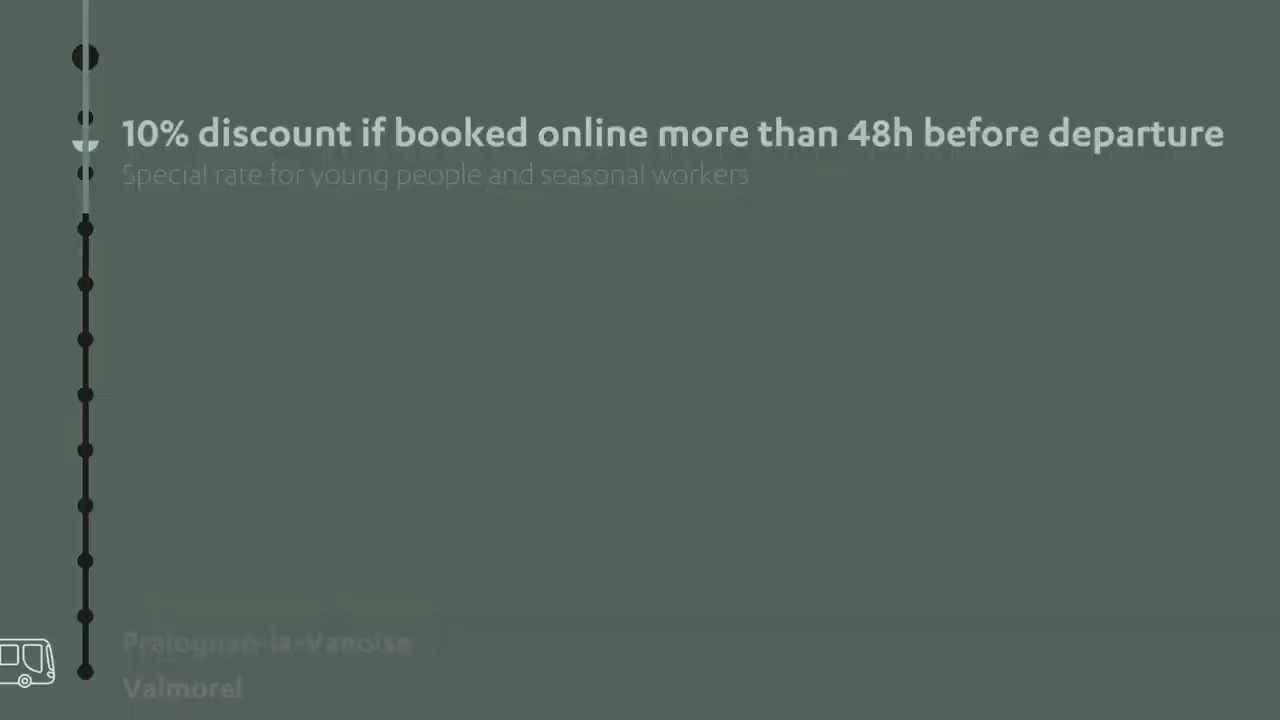 10% discount if booked online more than 48h before departure
Special rate for young people and seasonal workers
Pralognan-la-Vanoise
Valmorel